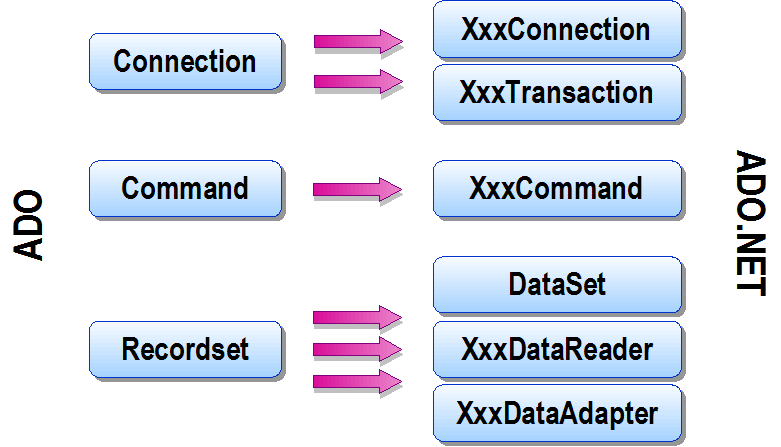 ADO
Connection
XxxConnection
XxxTransaction
Command
XxxCommand
Recordset
DataSet
XxxDataReader
XxxDataAdapter
ADO.NET